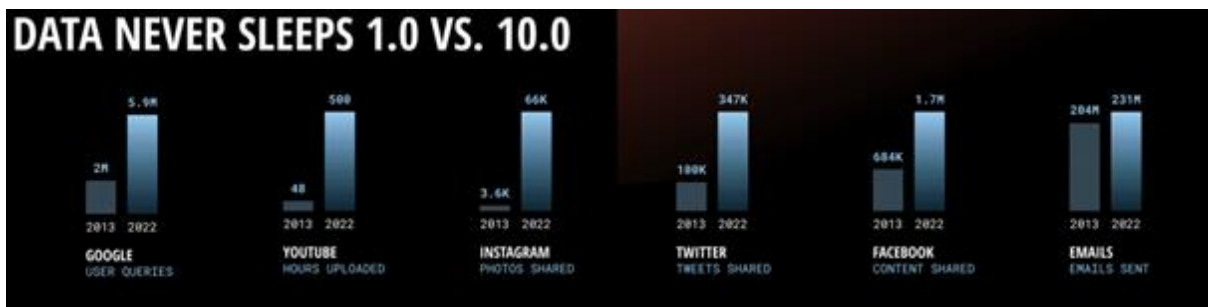 DATA NEVER SLEEPS 1.0 VS. 10.0
2M
5.9M
2013 2022
GOOGLE
USER QUERIES
48
500
2013 2022
YOUTUBE
HOURS UPLOADED
3.6K
66K
2013 2022
INSTAGRAM
PHOTOS SHARED
100K
347K
2013 2022
TWITTER
TWEETS SHARED
684K
1.7M
2013 2022
FACEBOOK
CONTENT SHARED
204M
231M
2013 2022
EMAILS
EMAILS SENT